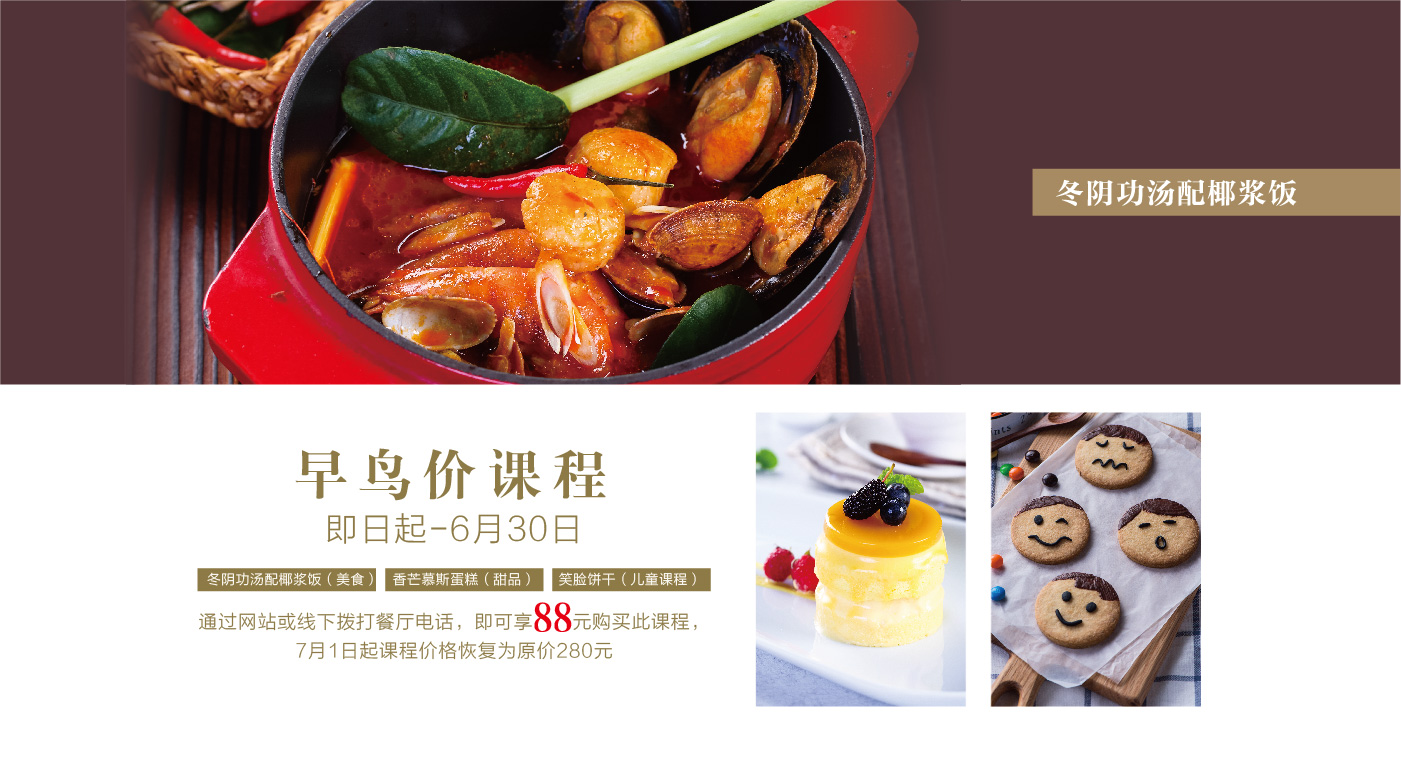 冬阴功汤配椰浆饭
早鸟价课程
即日起-6月30日
冬阴功汤配椰浆饭（美食） 香芒慕斯蛋糕（甜品） 笑脸饼干（儿童课程）
通过网站或线下拨打餐厅电话，即可享88元购买此课程，
7月1日起课程价格恢复为原价280元